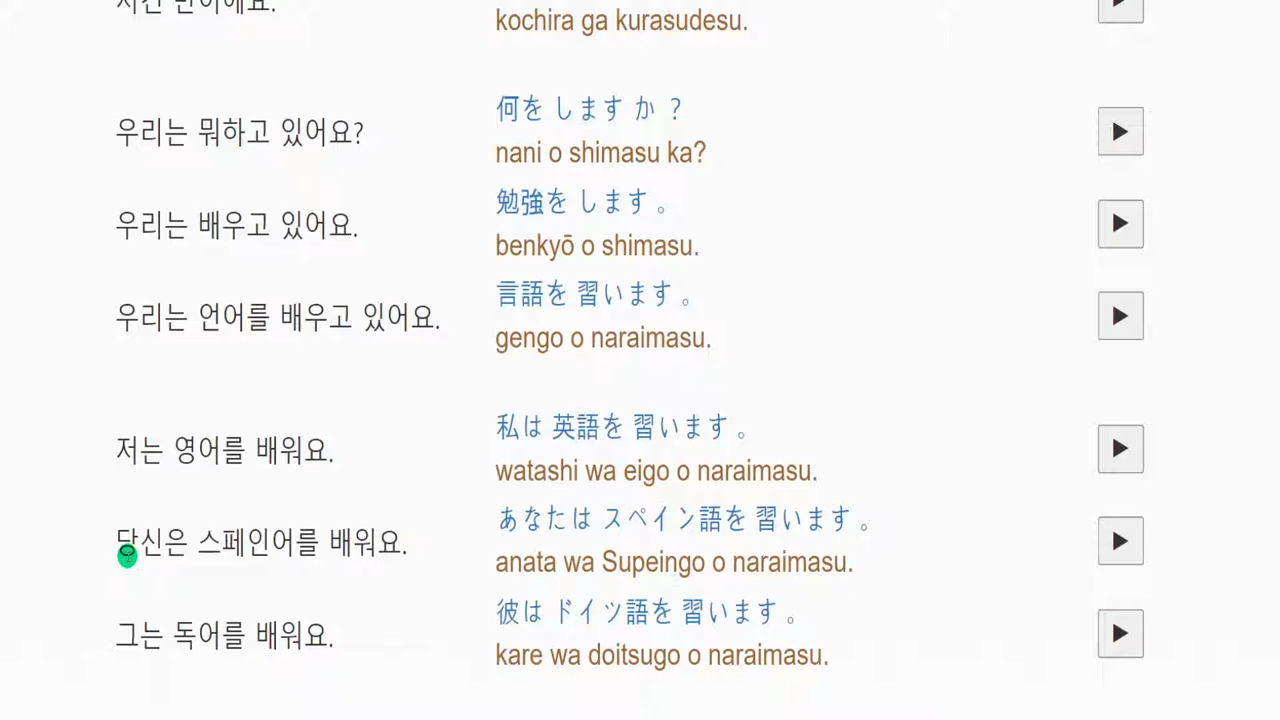 kochira ga kurasudesu.
우리는 뭐하고 있어요?
何を します か ？
nani o shimasu ka?
우리는 배우고 있어요.
勉強を します 。
benkyō o shimasu.
우리는 언어를 배우고 있어요.
言語を 習います 。
gengo o naraimasu.
저는 영어를 배워요.
私は 英語を 習います 。
watashi wa eigo o naraimasu.
당신은 스페인어를 배워요.
あなたは スペイン語を 習います 。
anata wa Supeingo o naraimasu.
그는 독어를 배워요.
彼は ドイツ語を 習います 。
kare wa doitsugo o naraimasu.